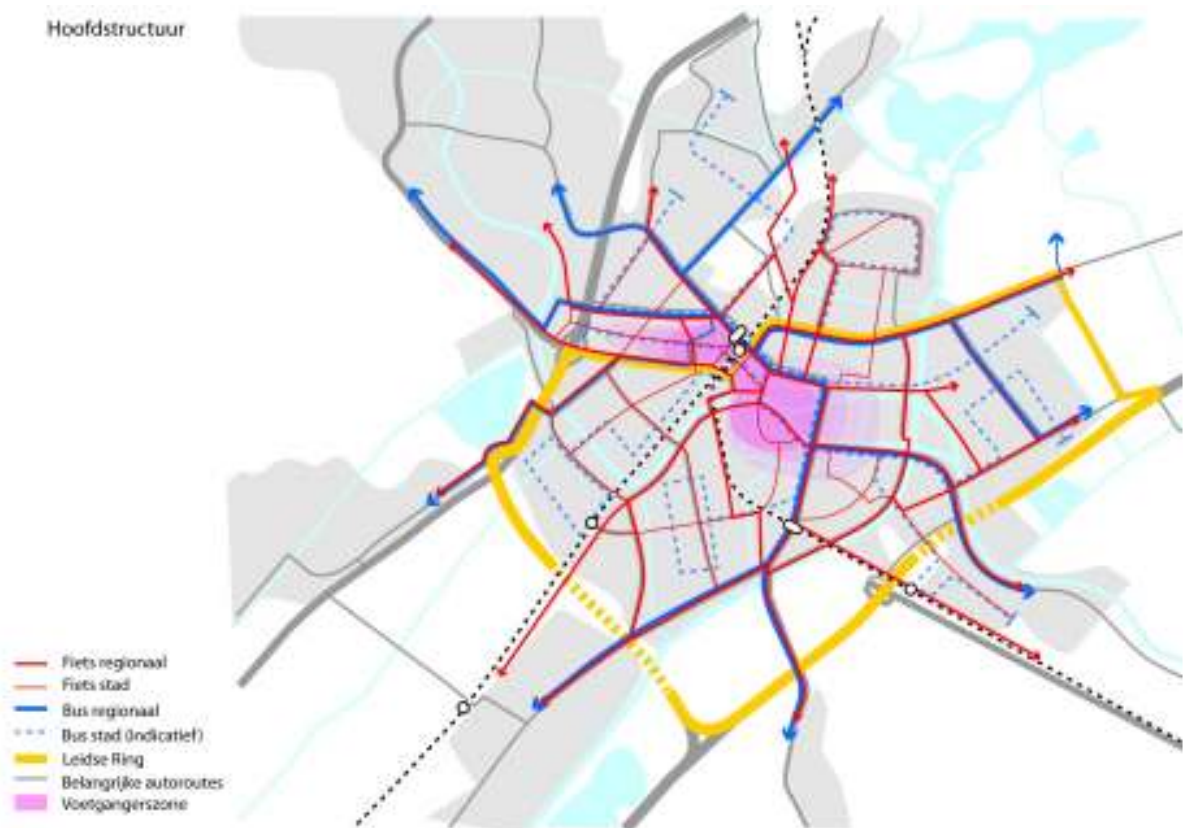 Hoofdstructuur
Fiets regionaal
Fiets stad
Bus regionaal
Bus stad (Indicatief)
Leidse Ring
Belangrijke autoroutes
Voetgangerszone